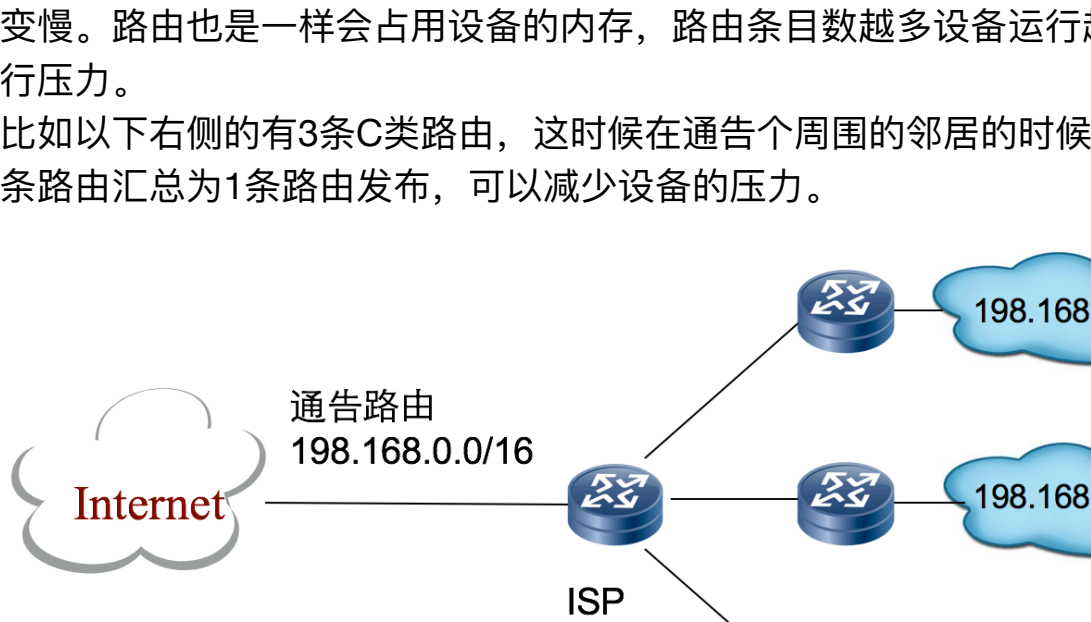 变慢。路由也是一样会占用设备的内存，路由条目数越多设备运行
行压力。
比如以下右侧的有3条C类路由，这时候在通告个周围的邻居的时候
条路由汇总为1条路由发布，可以减少设备的压力。
198.168
通告路由
198.168.0.0/16
Internet
198.168
ISP